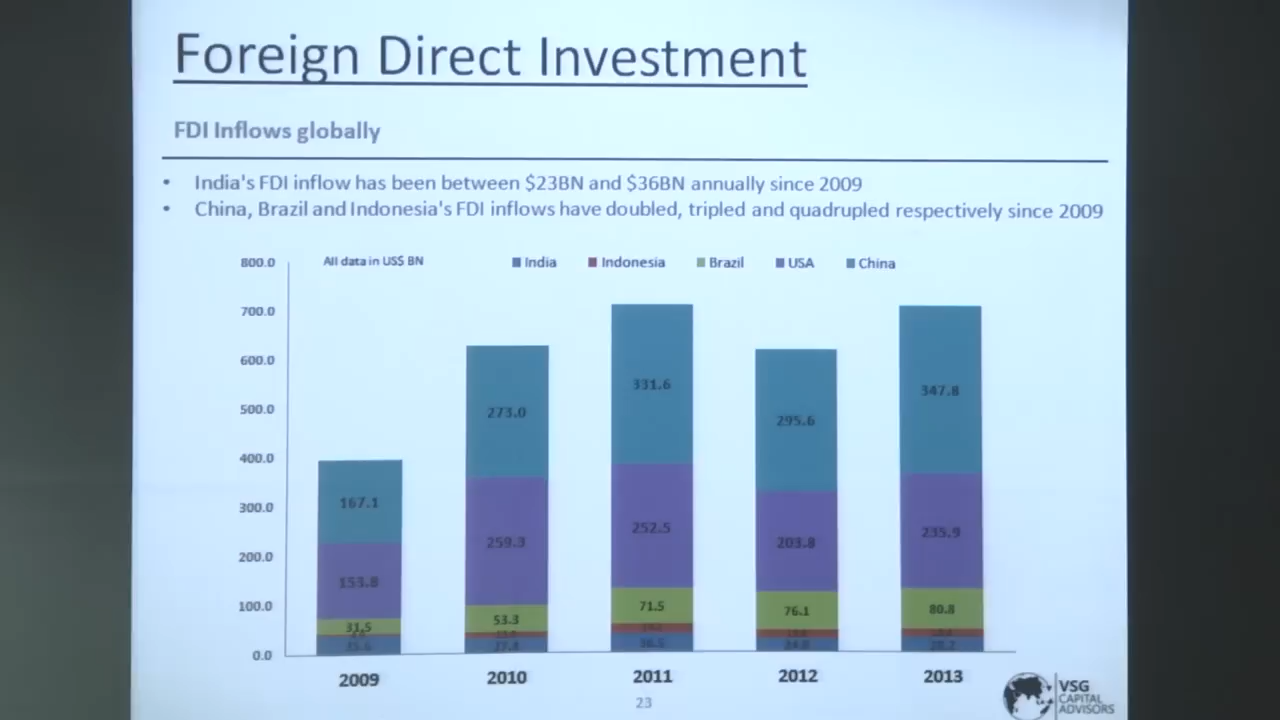 Foreign Direct Investment
FDI Inflows globally
• India's FDI inflow has been between $23BN and $36BN annually since 2009
• China, Brazil and Indonesia's FDI inflows have doubled, tripled and quadrupled respectively since 2009
All data in US$ BN
India Indonesia Brazil USA China
800.0
700.0
600.0
500.0
400.0
300.0
200.0
100.0
0.0
167.1 273.0 331.6 295.6 347.8
153.8 259.3 252.5 203.8 235.9
31.5 53.3 71.5 76.1 80.8
2009 2010 2011 2012 2013
23
VSG
CAPITAL
ADVISORS